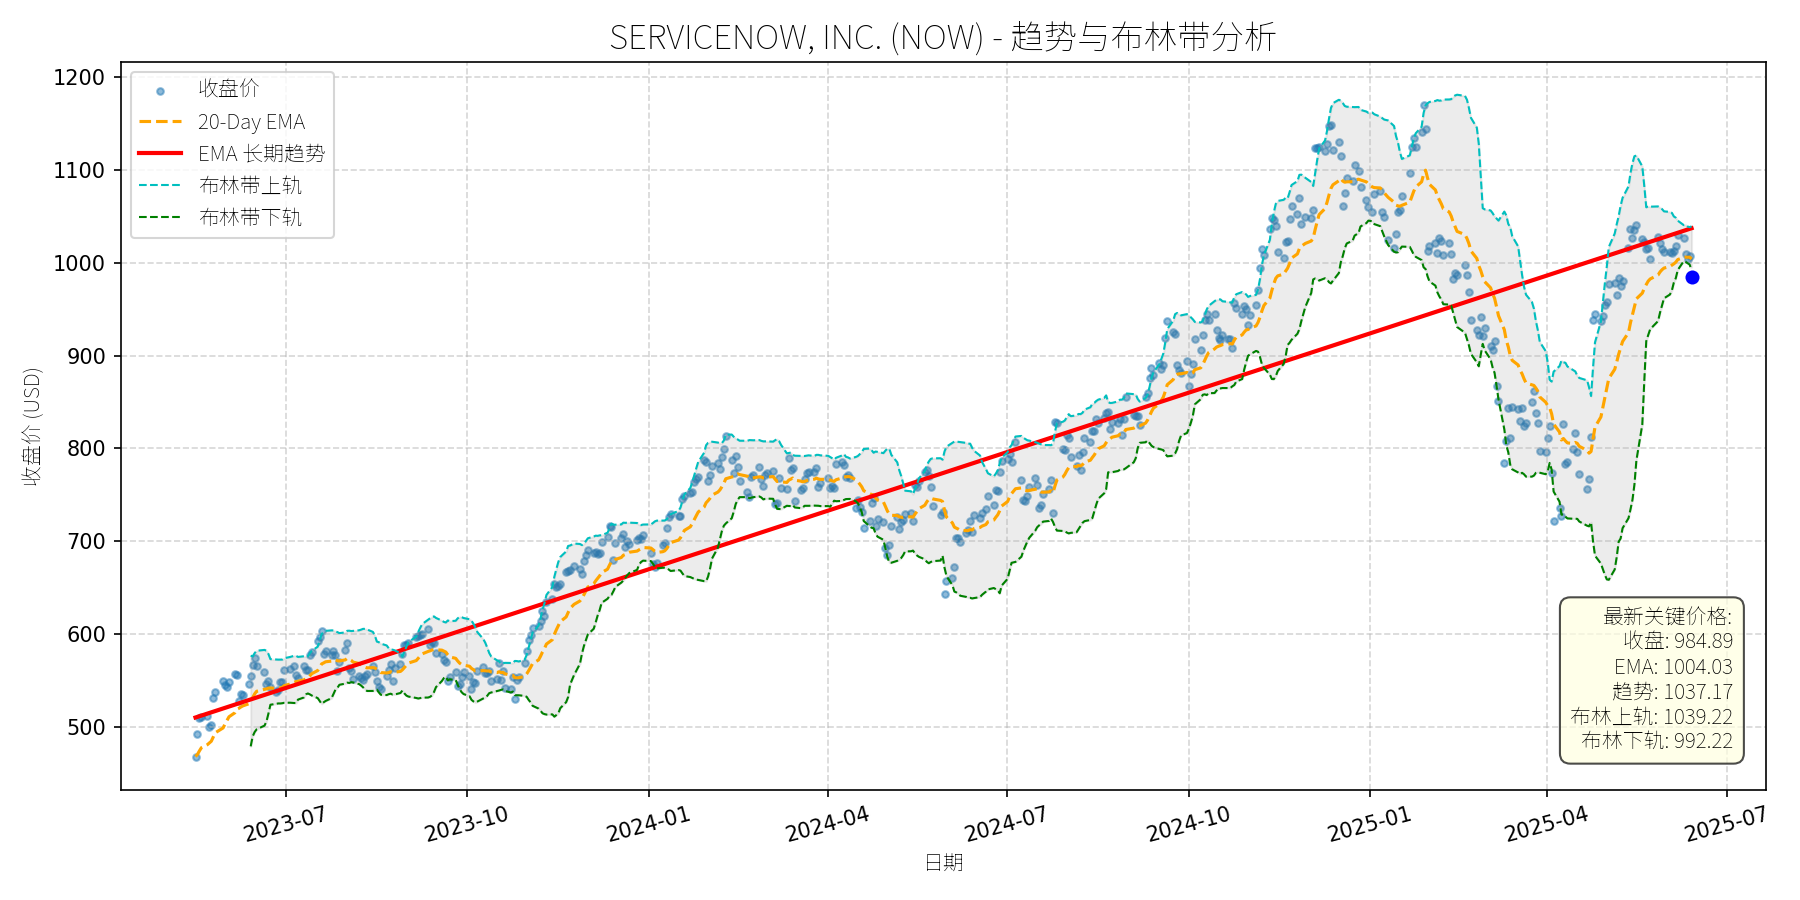 SERVICENOW, INC. (NOW) - 趋势与布林带分析
收盘价
20-Day EMA
EMA 长期趋势
布林带上轨
布林带下轨
收盘价 (USD)
1200
1100
1000
900
800
700
600
500
最新关键价格:
收盘: 984.89
EMA: 1004.03
趋势: 1037.17
布林上轨: 1039.22
布林下轨: 992.22
2023-07
2023-10
2024-01
2024-04
2024-07
2024-10
2025-01
2025-04
2025-07
日期